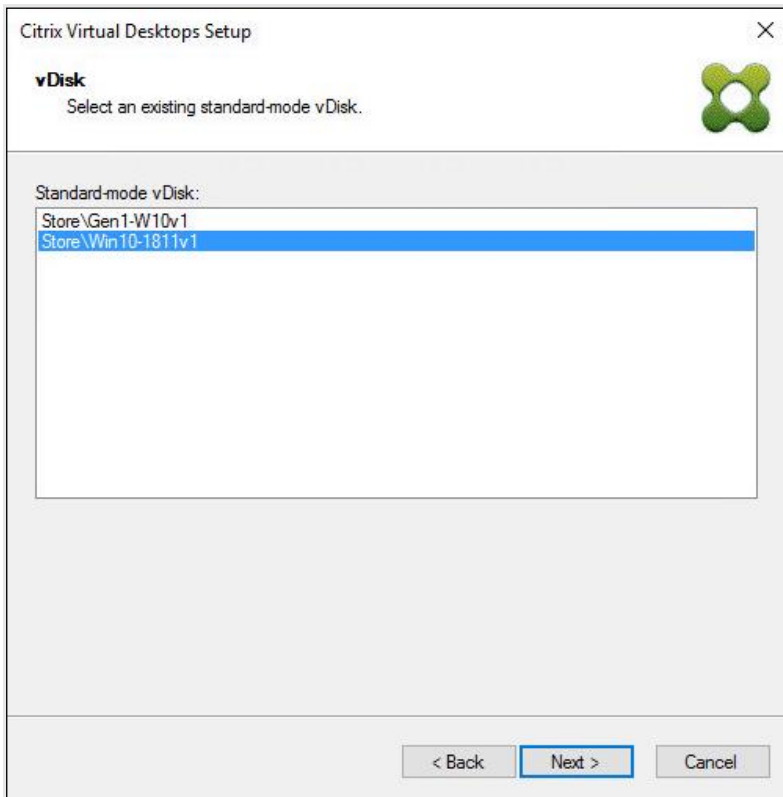 Citrix Virtual Desktops Setup
vDisk
Select an existing standard-mode vDisk.
Standard-mode vDisk:
Store\Gen1-W10v1
Store\Win10-1811v1
< Back
Next >
Cancel